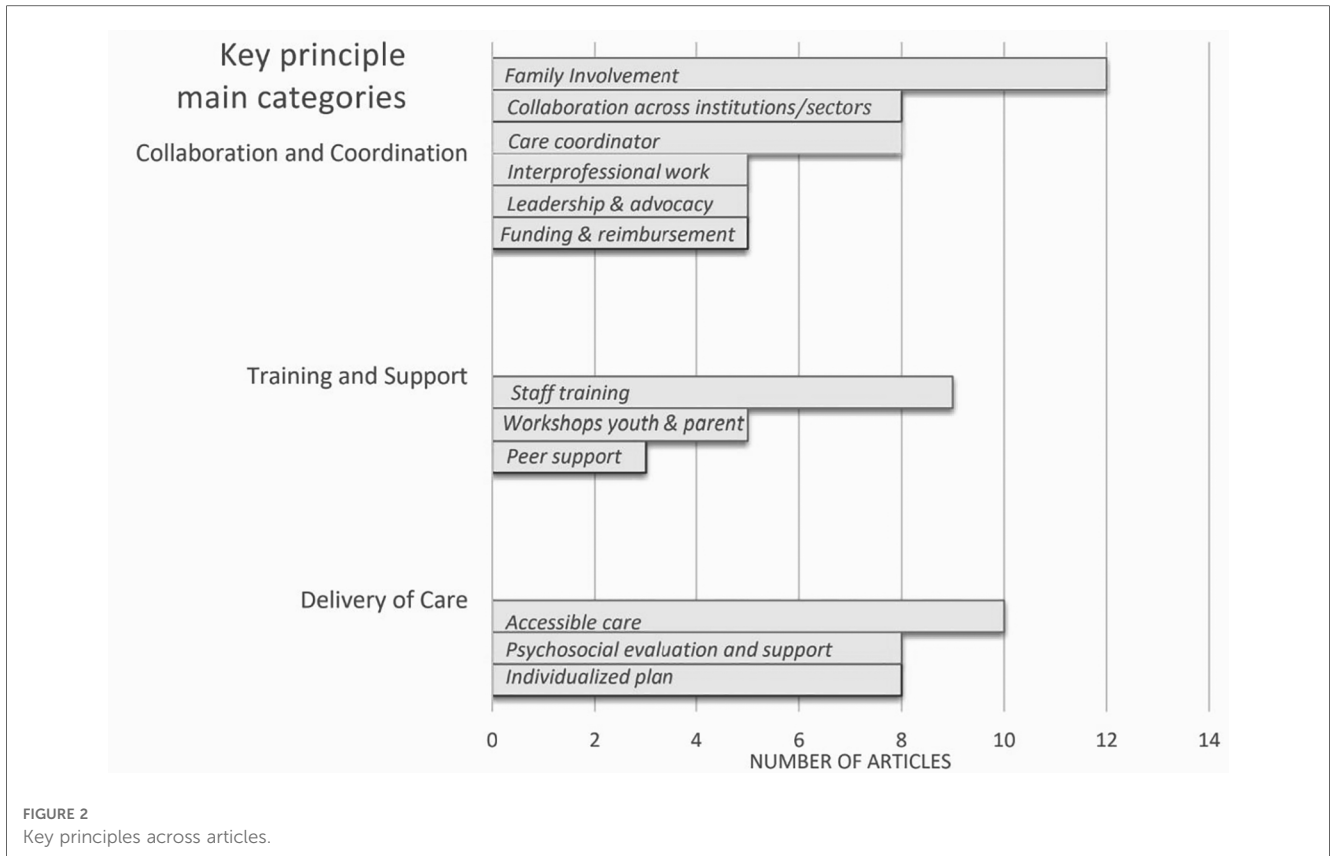 Key principle
main categories
Family Involvement
Collaboration across institutions/sectors
Care coordinator
Collaboration and Coordination
Interprofessional work
Leadership & advocacy
Funding & reimbursement
Training and Support
Staff training
Workshops youth & parent
Peer support
Delivery of Care
Accessible care
Psychosocial evaluation and support
Individualized plan
0 2 4 6 8 10 12 14
NUMBER OF ARTICLES
FIGURE 2
Key principles across articles.